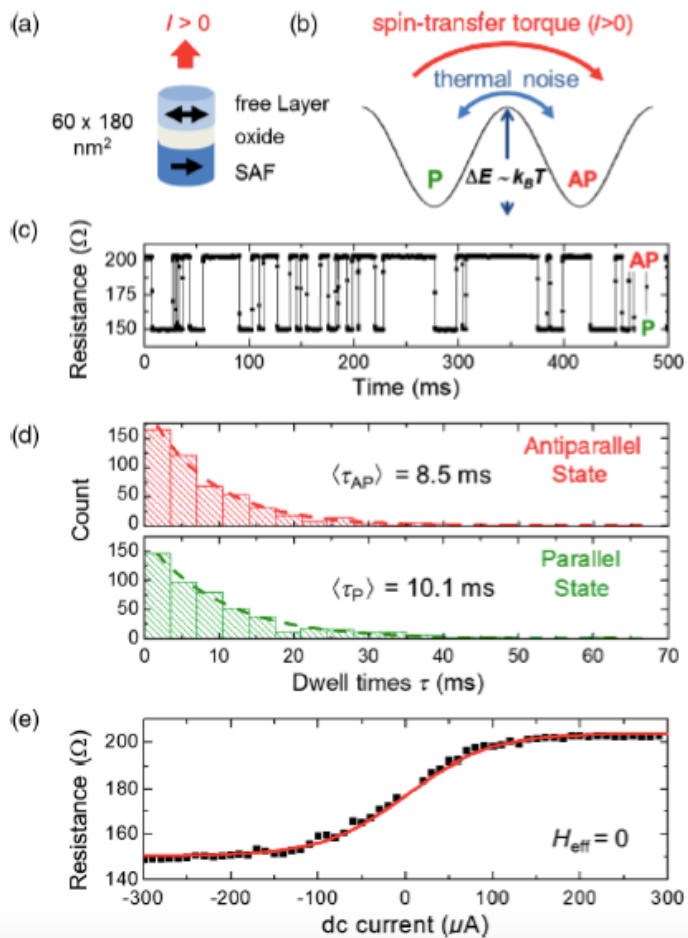 (a)
I > 0
60 x 180
nm²
free Layer
oxide
SAF
(b)
spin-transfer torque (I>0)
thermal noise
P
ΔE ~ k_BT
AP
(c)
Resistance (Ω)
200
175
150
AP
P
0
100
200
300
400
500
Time (ms)
(d)
Count
150
100
50
0
⟨τ_AP⟩ = 8.5 ms
Antiparallel
State
150
100
50
0
⟨τ_P⟩ = 10.1 ms
Parallel
State
0
10
20
30
40
50
60
70
Dwell times τ (ms)
(e)
Resistance (Ω)
200
180
160
140
H_eff = 0
-300
-200
-100
0
100
200
300
dc current (µA)